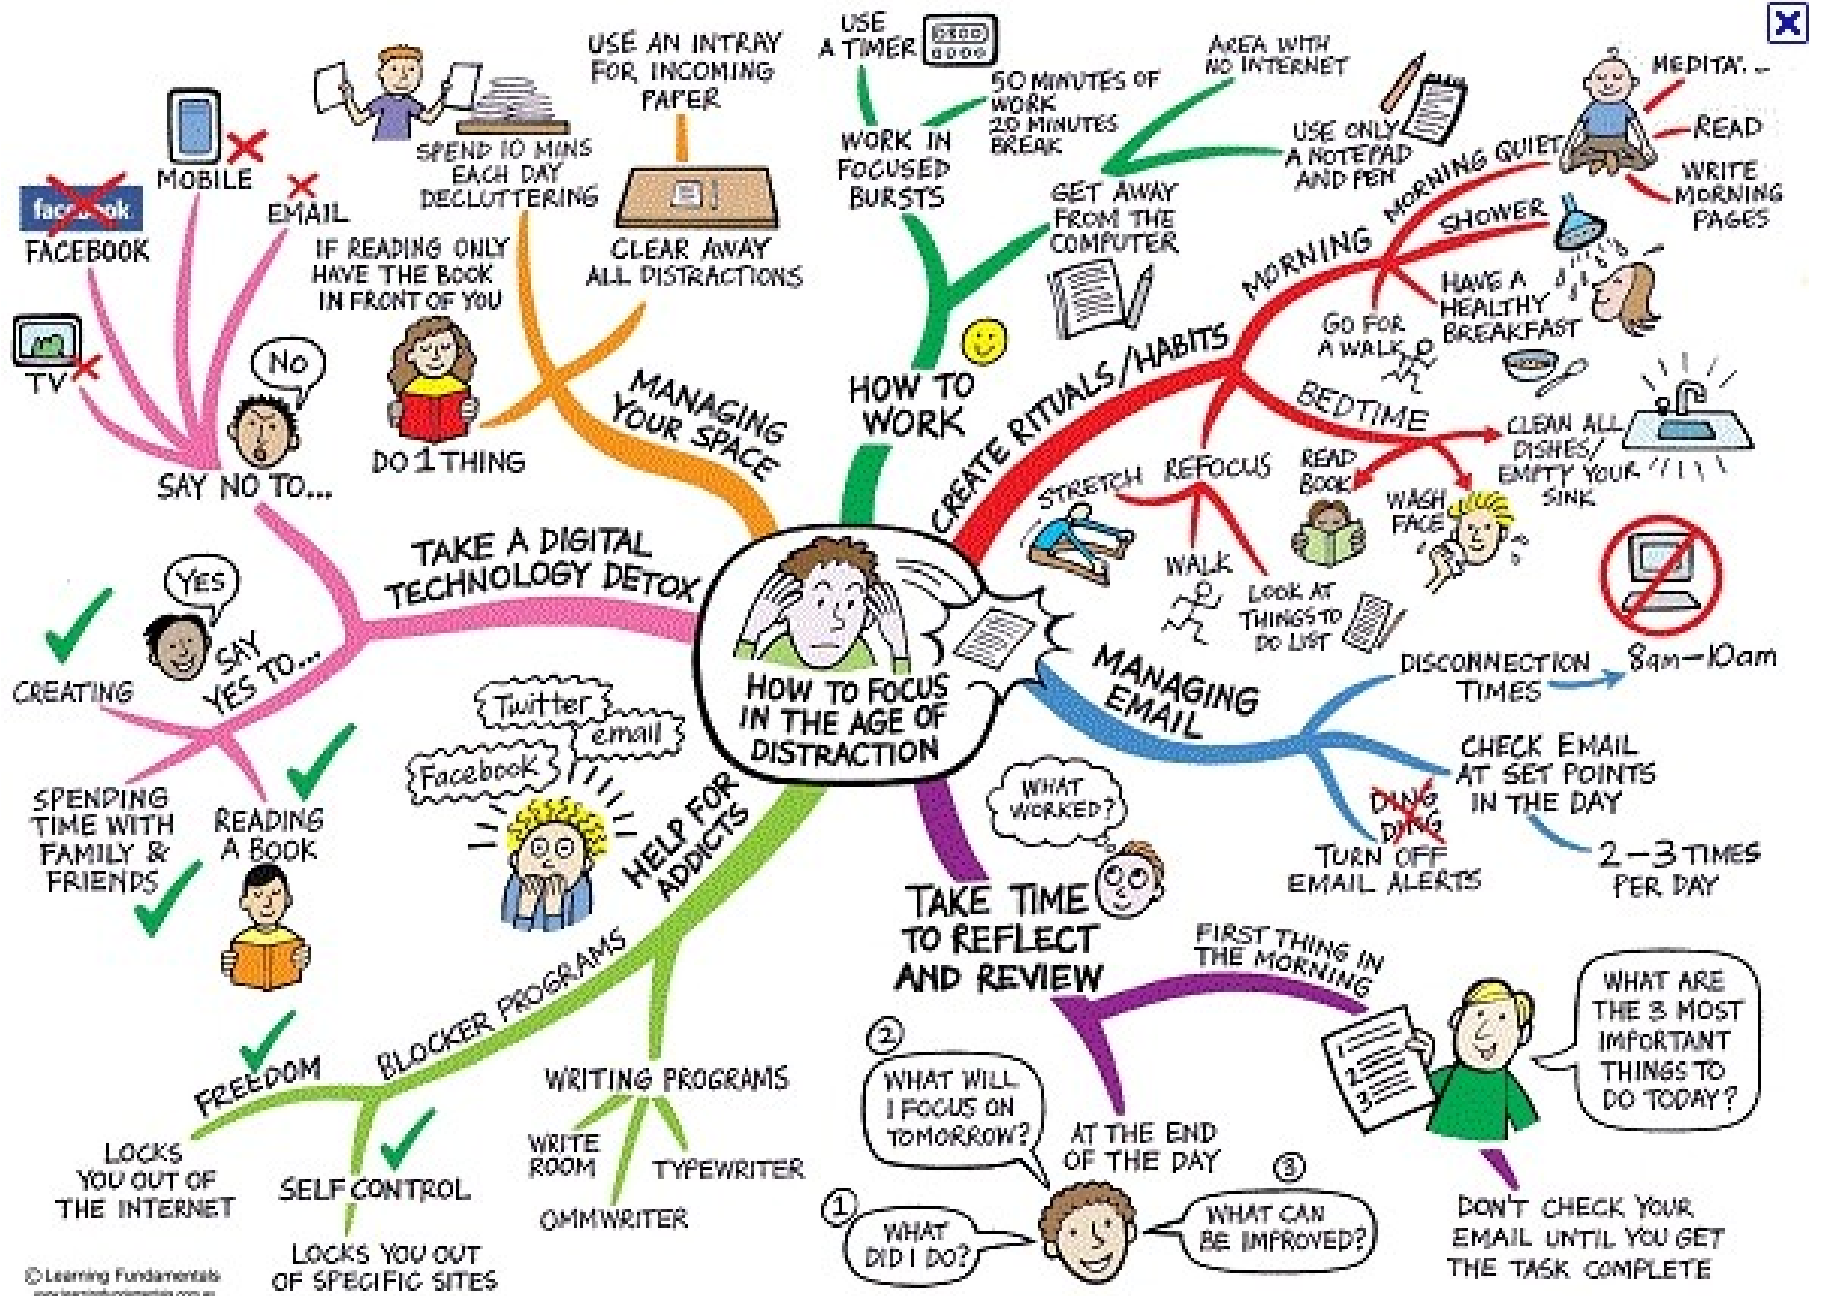 HOW TO FOCUS
IN THE AGE OF
DISTRACTION
HOW TO
WORK
WORK IN
FOCUSED
BURSTS
USE
A TIMER
50 MINUTES OF
WORK
20 MINUTES
BREAK
GET AWAY
FROM THE
COMPUTER
AREA WITH
NO INTERNET
USE ONLY
A NOTEPAD
AND PEN
CREATE RITUALS/HABITS
MORNING
MORNING QUIET
MEDITA...
READ
WRITE
MORNING
PAGES
SHOWER
HAVE A
HEALTHY
BREAKFAST
GO FOR
A WALK
BEDTIME
CLEAN ALL
DISHES/
EMPTY YOUR
SINK
WASH
FACE
READ
BOOK
REFOCUS
STRETCH
WALK
LOOK AT
THINGS TO
DO LIST
MANAGING
EMAIL
DISCONNECTION
TIMES
8am-10am
CHECK EMAIL
AT SET POINTS
IN THE DAY
2-3 TIMES
PER DAY
DING
DING
TURN OFF
EMAIL ALERTS
TAKE TIME
TO REFLECT
AND REVIEW
WHAT
WORKED?
FIRST THING IN
THE MORNING
1
2
3
WHAT ARE
THE 3 MOST
IMPORTANT
THINGS TO
DO TODAY?
DON'T CHECK YOUR
EMAIL UNTIL YOU GET
THE TASK COMPLETE
AT THE END
OF THE DAY
1
WHAT
DID I DO?
2
WHAT WILL
I FOCUS ON
TOMORROW?
3
WHAT CAN
BE IMPROVED?
HELP FOR
ADDICTS
Twitter
email
Facebook
WRITING PROGRAMS
WRITE
ROOM
OMMWRITER
TYPEWRITER
BLOCKER PROGRAMS
FREEDOM
LOCKS
YOU OUT OF
THE INTERNET
SELF CONTROL
LOCKS YOU OUT
OF SPECIFIC SITES
TAKE A DIGITAL
TECHNOLOGY DETOX
SAY
YES TO...
YES
CREATING
SPENDING
TIME WITH
FAMILY &
FRIENDS
READING
A BOOK
SAY NO TO...
NO
TV
facebook
FACEBOOK
MOBILE
EMAIL
MANAGING
YOUR SPACE
DO 1 THING
IF READING ONLY
HAVE THE BOOK
IN FRONT OF YOU
SPEND 10 MINS
EACH DAY
DECLUTTERING
CLEAR AWAY
ALL DISTRACTIONS
USE AN INTRAY
FOR INCOMING
PAPER
© Learning Fundamentals